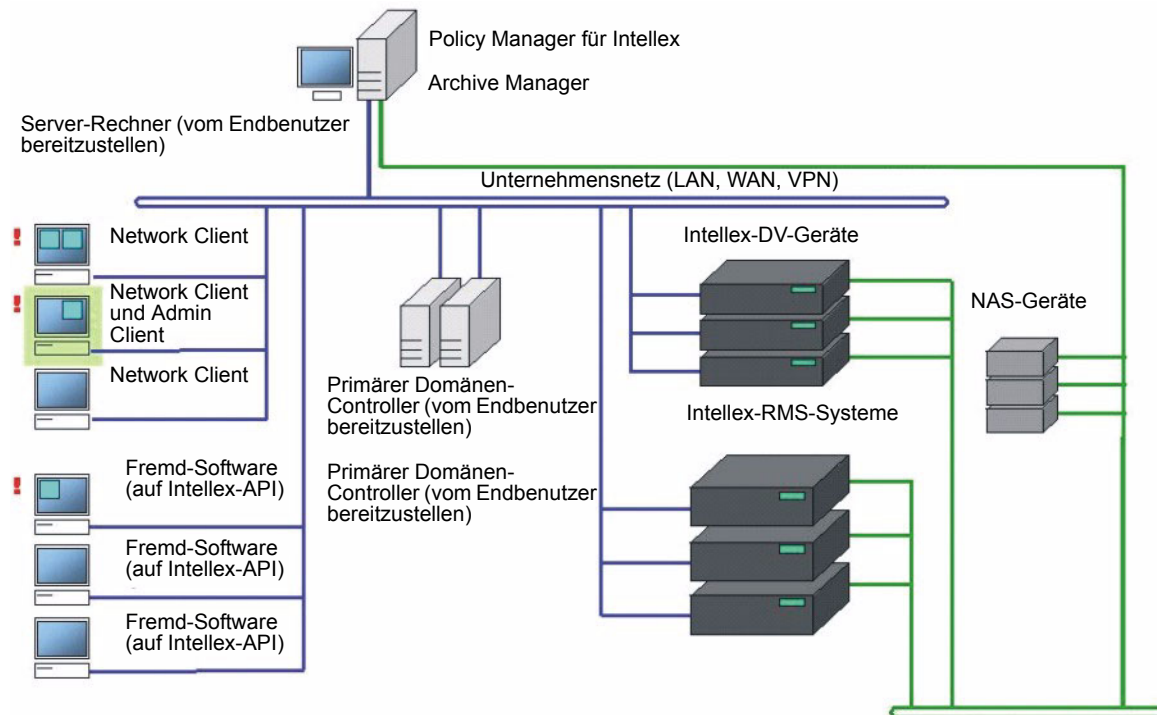 Policy Manager für Intellex
Archive Manager
Server-Rechner (vom Endbenutzer
bereitzustellen)
Unternehmensnetz (LAN, WAN, VPN)
!
Network Client
!
Network Client
und Admin
Client
Network Client
Intellex-DV-Geräte
NAS-Geräte
Primärer Domänen-
Controller (vom Endbenutzer
bereitzustellen)
Intellex-RMS-Systeme
!
Fremd-Software
(auf Intellex-API)
Primärer Domänen-
Controller (vom Endbenutzer
bereitzustellen)
Fremd-Software
(auf Intellex-API)
Fremd-Software
(auf Intellex-API)